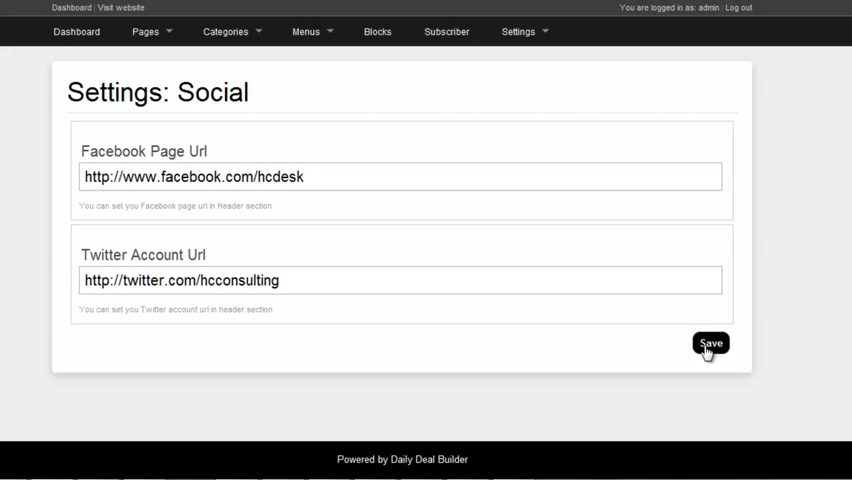 Dashboard | Visit website
You are logged in as: admin | Log out
Dashboard Pages Categories Menus Blocks Subscriber Settings
Settings: Social
Facebook Page Url
http://www.facebook.com/hcdesk
You can set you Facebook page url in Header section
Twitter Account Url
http://twitter.com/hcconsulting
You can set you Twitter account url in header section
Save
Powered by Daily Deal Builder